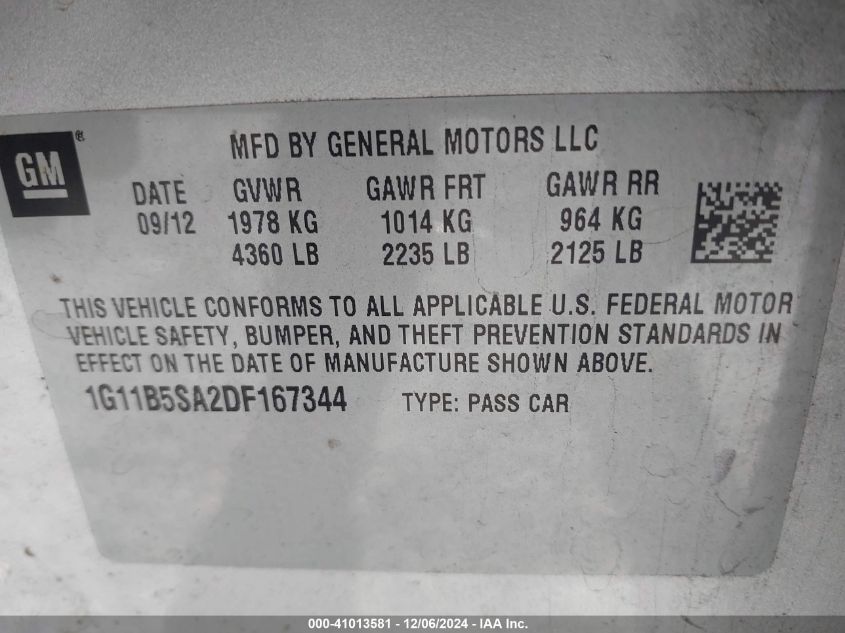 GM®
MFD BY GENERAL MOTORS LLC
DATE GVWR GAWR FRT GAWR RR
09/12 1978 KG 1014 KG 964 KG
4360 LB 2235 LB 2125 LB
THIS VEHICLE CONFORMS TO ALL APPLICABLE U.S. FEDERAL MOTOR
VEHICLE SAFETY, BUMPER, AND THEFT PREVENTION STANDARDS IN
EFFECT ON THE DATE OF MANUFACTURE SHOWN ABOVE.
1G11B5SA2DF167344 TYPE: PASS CAR
000-41013581 - 12/06/2024 - IAA Inc.